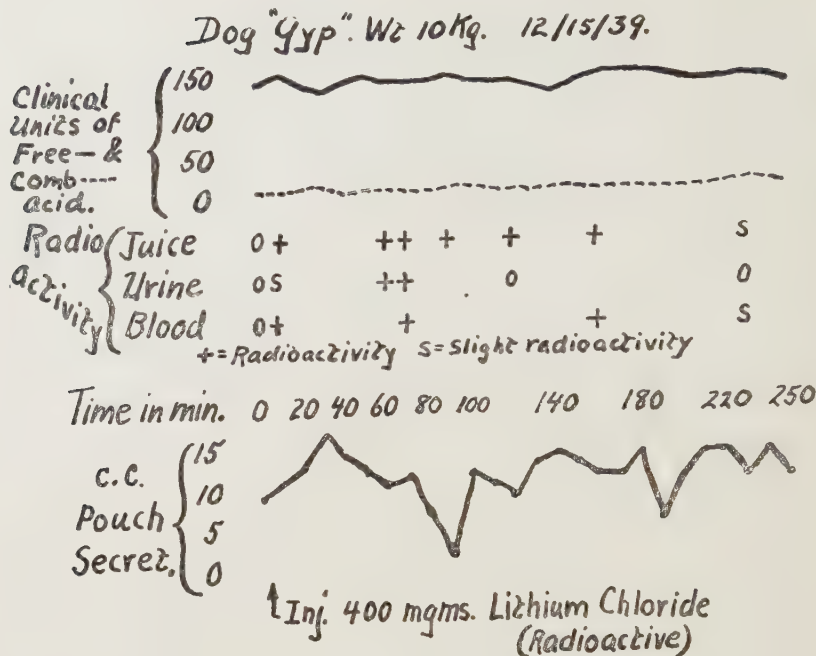 Dog "Gyp". Wt 10Kg. 12/15/39.
Clinical Units of Free— & Comb---- acid.
150
100
50
0
Radio activity
Juice 0 + ++ + + + S
Urine 0 S ++ . 0 0
Blood 0 + + + S
+=Radioactivity S=Slight radioactivity
Time in min. 0 20 40 60 80 100 140 180 220 250
c.c. Pouch Secret.
15
10
5
0
Inj. 400 mgms. Lithium Chloride
(Radioactive)